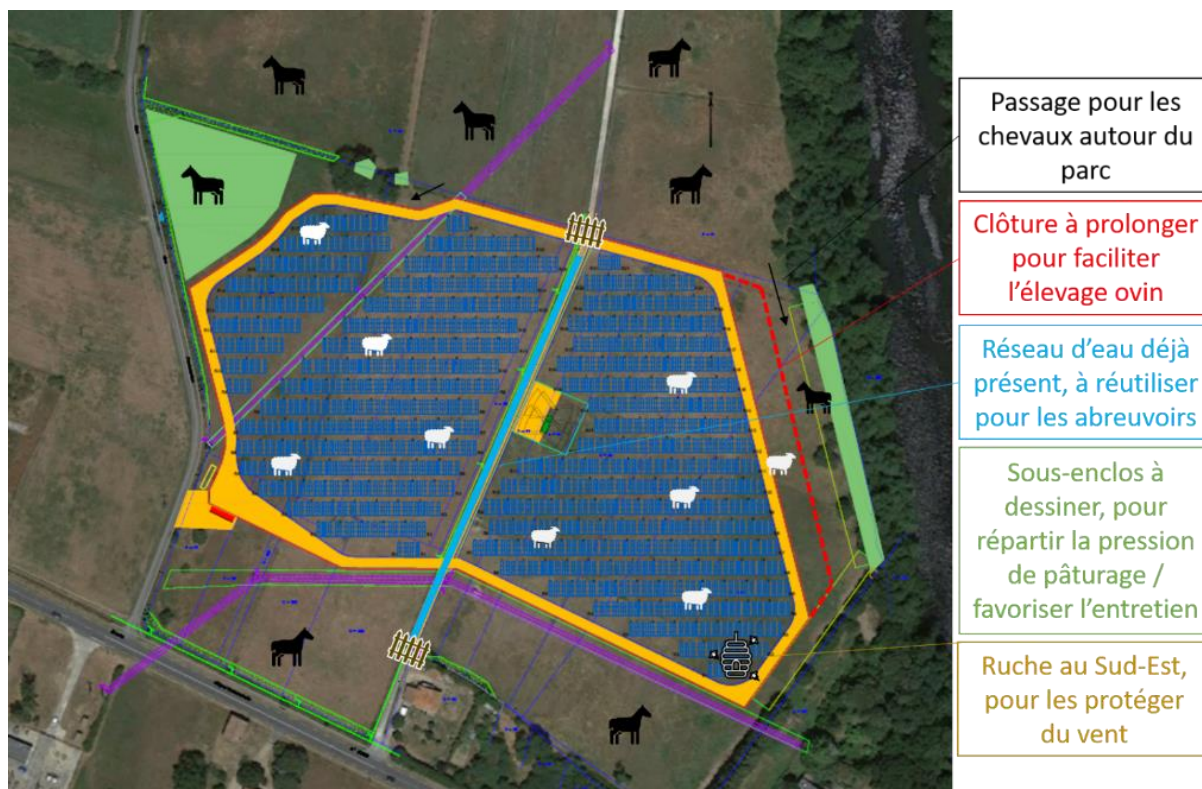 Passage pour les
chevaux autour du
parc
Clôture à prolonger
pour faciliter
l’élevage ovin
Réseau d’eau déjà
présent, à réutiliser
pour les abreuvoirs
Sous-enclos à
dessiner, pour
répartir la pression
de pâturage /
favoriser l’entretien
Ruche au Sud-Est,
pour les protéger
du vent